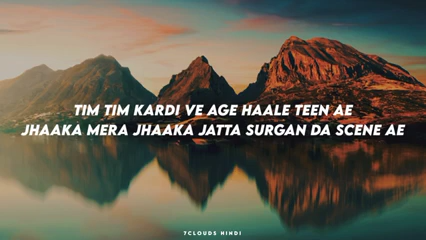 TIM TIM KARDI VE AGE HAALE TEEN AE
JHAAKA MERA JHAAKA JATTA SURGAN DA SCENE AE
7CLOUDS HINDI